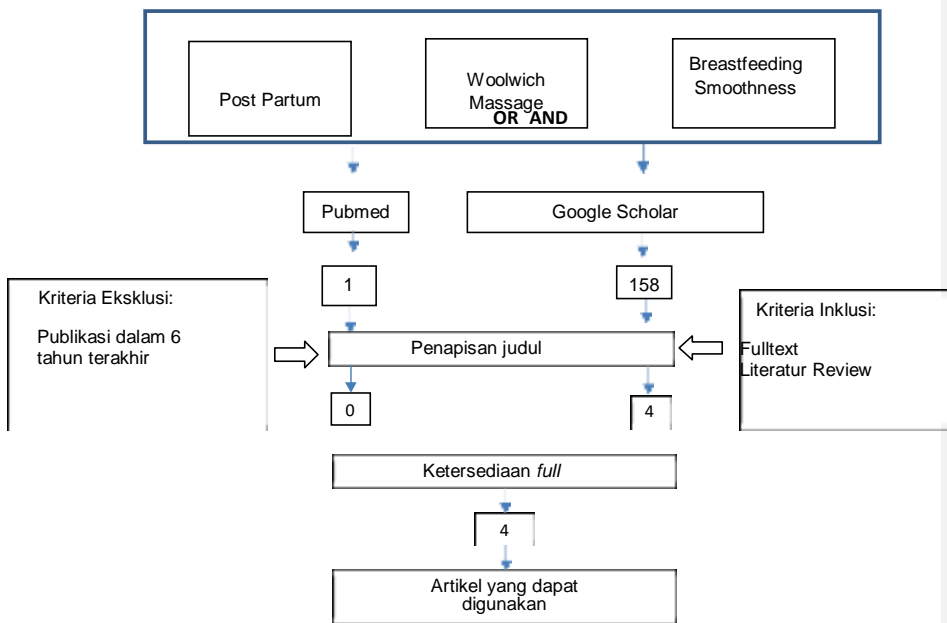 Post Partum
Woolwich
Massage
OR AND
Breastfeeding
Smoothness
Pubmed
Google Scholar
1
158
Kriteria Eksklusi:
Publikasi dalam 6
tahun terakhir
Penapisan judul
Kriteria Inklusi:
Fulltext
Literatur Review
0
4
Ketersediaan full
4
Artikel yang dapat
digunakan